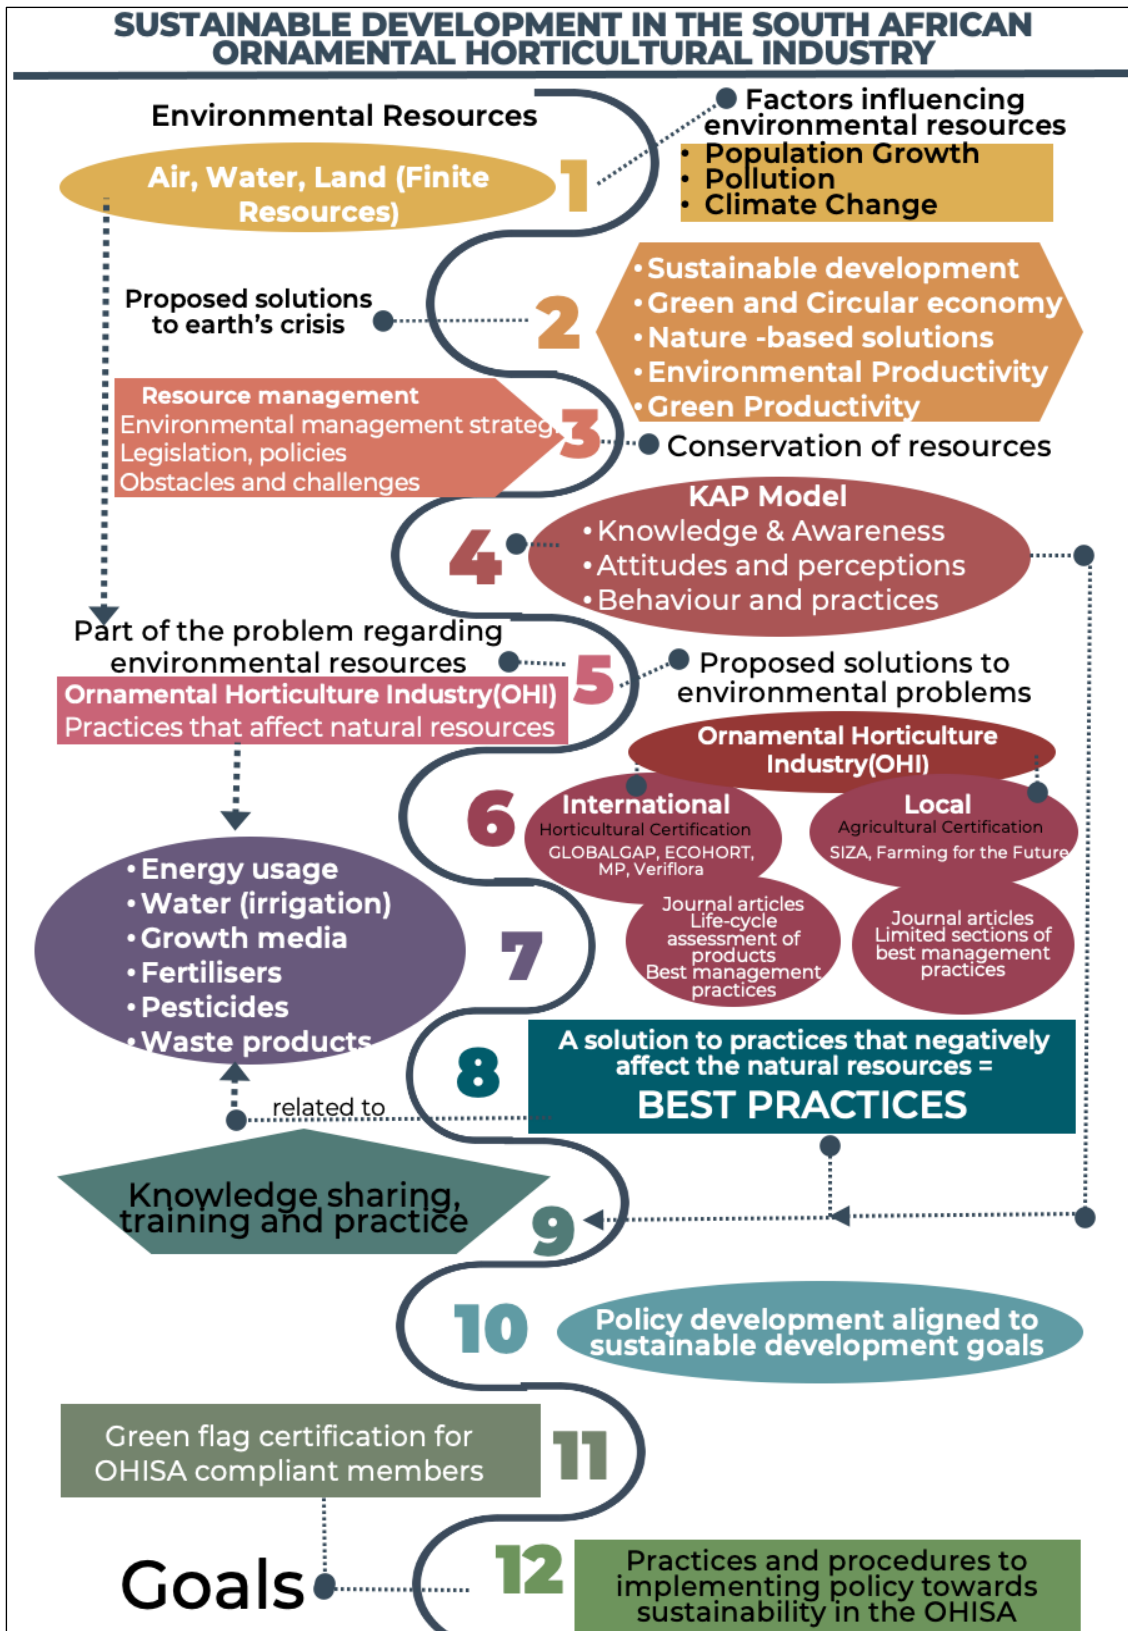 SUSTAINABLE DEVELOPMENT IN THE SOUTH AFRICAN
ORNAMENTAL HORTICULTURAL INDUSTRY
Environmental Resources
Air, Water, Land (Finite
Resources)
1
Factors influencing
environmental resources
• Population Growth
• Pollution
• Climate Change
Proposed solutions
to earth's crisis
2
• Sustainable development
• Green and Circular economy
• Nature -based solutions
• Environmental Productivity
• Green Productivity
Resource management
Environmental management strateg
Legislation, policies
Obstacles and challenges
3
Conservation of resources
4
KAP Model
• Knowledge & Awareness
• Attitudes and perceptions
• Behaviour and practices
Part of the problem regarding
environmental resources
Ornamental Horticulture Industry(OHI)
Practices that affect natural resources
5
Proposed solutions to
environmental problems
Ornamental Horticulture
Industry(OHI)
6
International
Horticultural Certification
GLOBALGAP, ECOHORT,
MP, Veriflora
Local
Agricultural Certification
SIZA, Farming for the Future
Journal articles
Life-cycle
assessment of
products
Best management
practices
Journal articles
Limited sections of
best management
practices
• Energy usage
• Water (irrigation)
• Growth media
• Fertilisers
• Pesticides
• Waste products
7
8
A solution to practices that negatively
affect the natural resources =
BEST PRACTICES
related to
Knowledge sharing,
training and practice
9
10
Policy development aligned to
sustainable development goals
Green flag certification for
OHISA compliant members
11
Goals
12
Practices and procedures to
implementing policy towards
sustainability in the OHISA